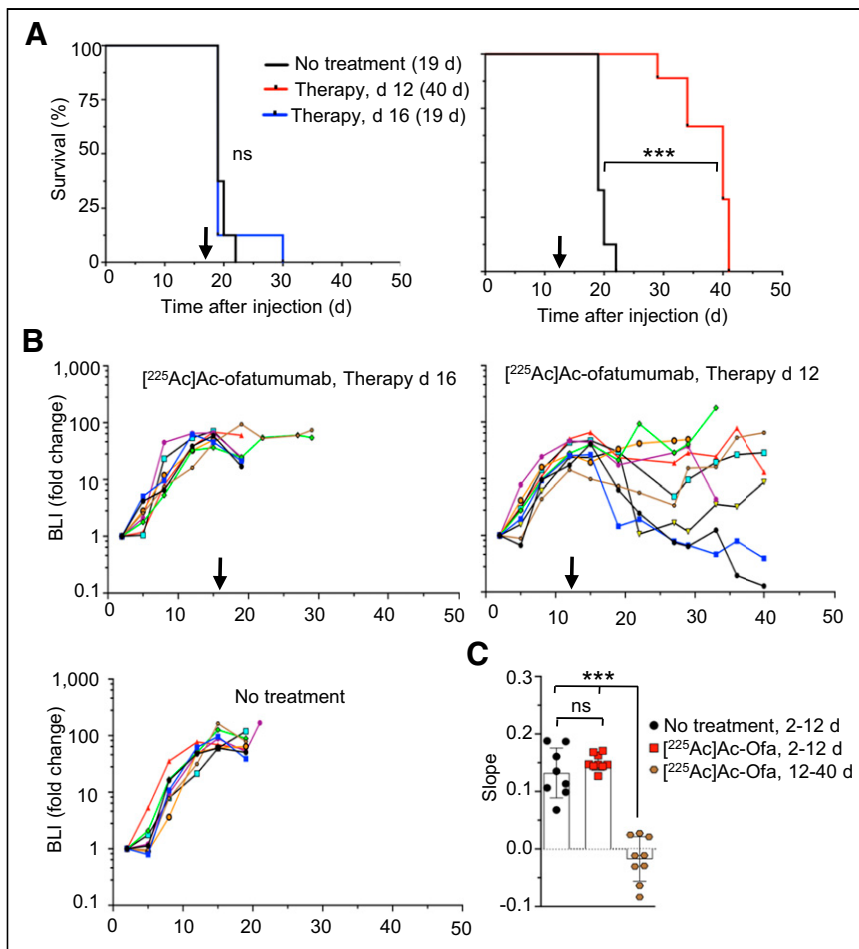 A
100
75
50
25
0
Survival (%)
ns
No treatment (19 d)
Therapy, d 12 (40 d)
Therapy, d 16 (19 d)
0 10 20 30 40 50
Time after injection (d)
***
0 10 20 30 40 50
Time after injection (d)
B
1,000
100
10
1
0.1
BLI (fold change)
[²²⁵Ac]Ac-ofatumumab, Therapy d 16
0 10 20 30 40 50
[²²⁵Ac]Ac-ofatumumab, Therapy d 12
0 10 20 30 40 50
1,000
100
10
1
0.1
BLI (fold change)
No treatment
0 10 20 30 40 50
C
0.3
0.2
0.1
0.0
-0.1
Slope
***
ns
No treatment, 2-12 d
[²²⁵Ac]Ac-Ofa, 2-12 d
[²²⁵Ac]Ac-Ofa, 12-40 d